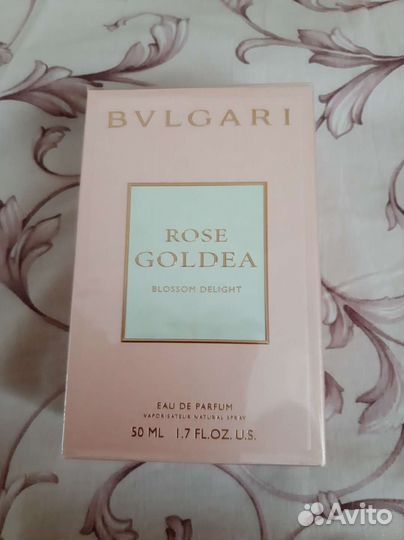 BVLGARI
ROSE
GOLDEA
BLOSSOM DELIGHT
EAU DE PARFUM
VAPORISATEUR NATURAL SPRAY
50 ML 1.7 FL.OZ. U.S.
Avito